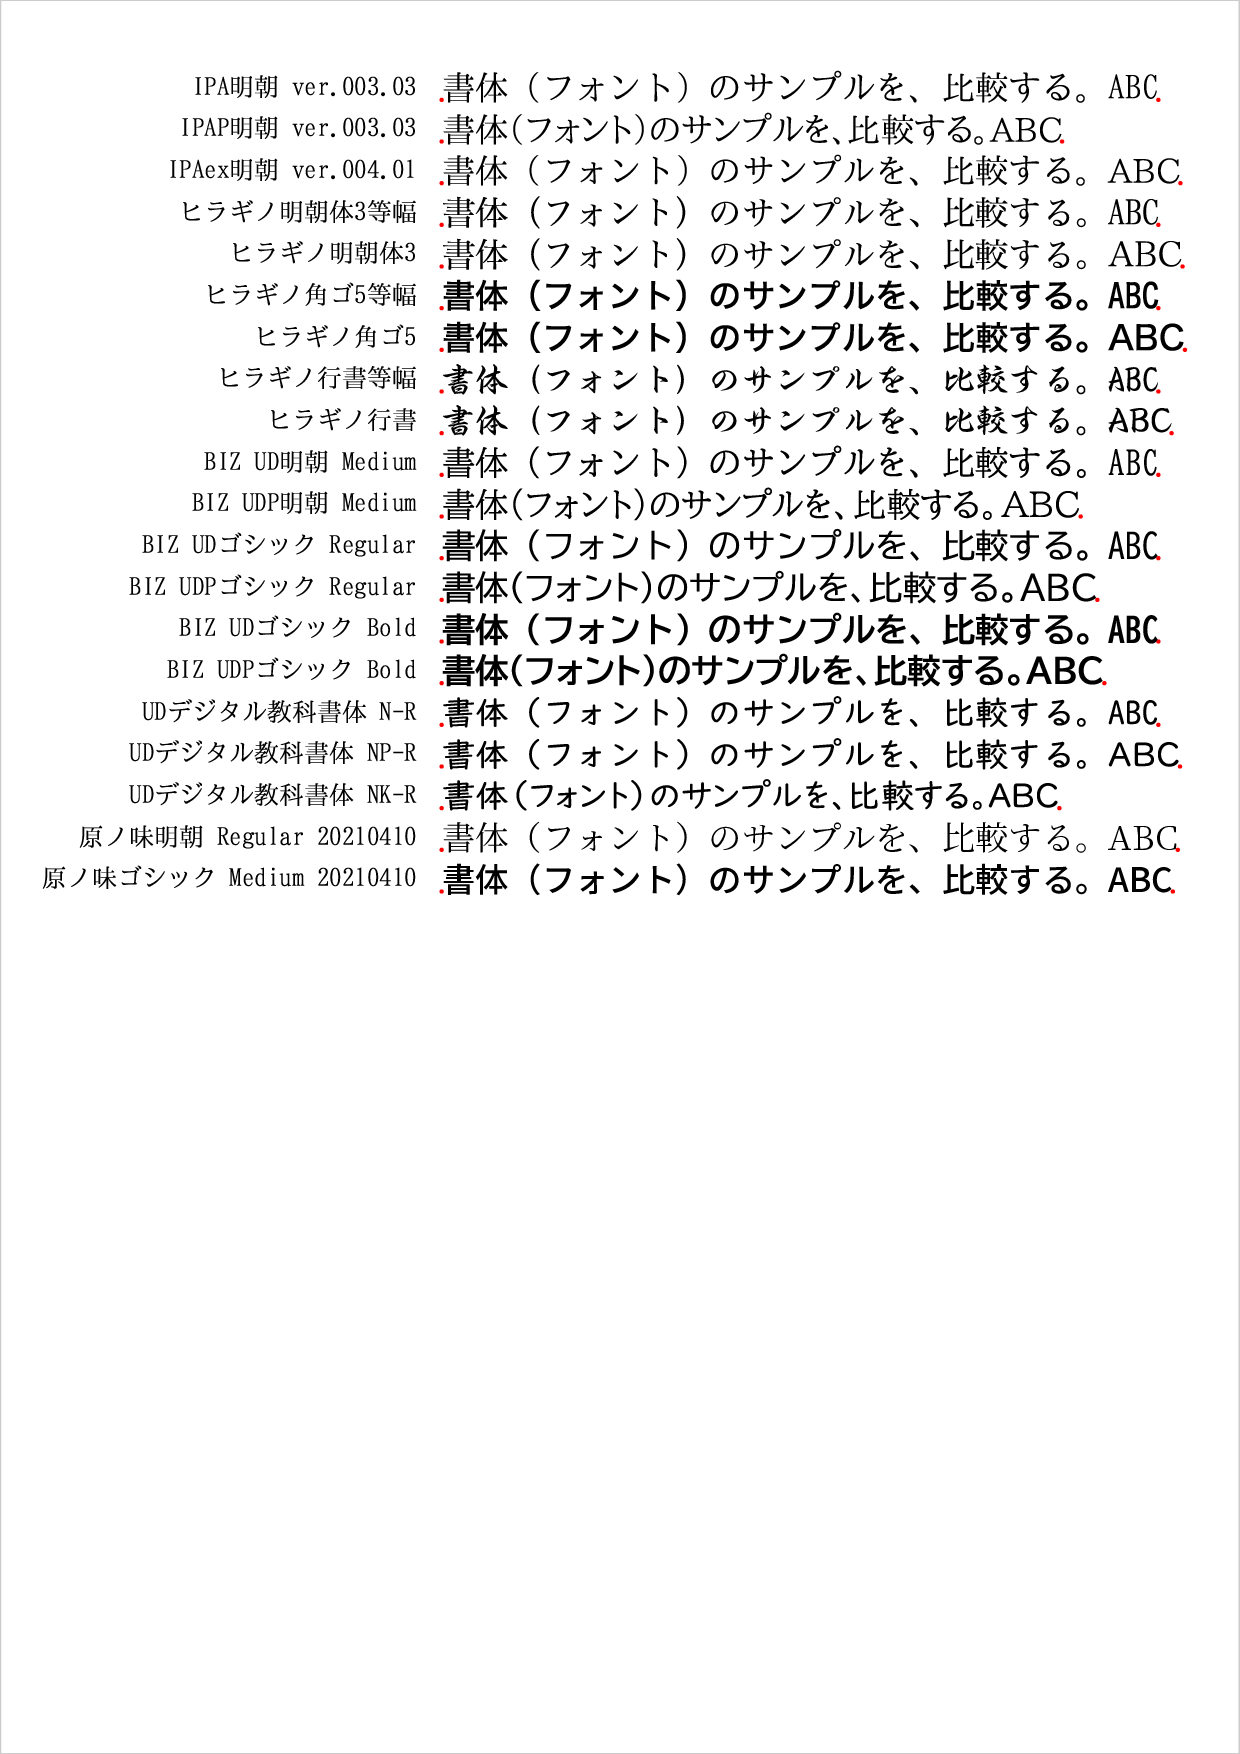 IPA明朝 ver.003.03 .書体（フォント）のサンプルを、比較する。ABC.
IPAP明朝 ver.003.03 .書体(フォント)のサンプルを、比較する。ABC.
IPAex明朝 ver.004.01 .書体（フォント）のサンプルを、比較する。ABC.
ヒラギノ明朝体3等幅 .書体（フォント）のサンプルを、比較する。ABC.
ヒラギノ明朝体3 .書体（フォント）のサンプルを、比較する。ABC.
ヒラギノ角ゴ5等幅 .書体（フォント）のサンプルを、比較する。ABC.
ヒラギノ角ゴ5 .書体（フォント）のサンプルを、比較する。ABC.
ヒラギノ行書等幅 .書体（フォント）のサンプルを、比較する。ABC.
ヒラギノ行書 .書体（フォント）のサンプルを、比較する。ABC.
BIZ UD明朝 Medium .書体（フォント）のサンプルを、比較する。ABC.
BIZ UDP明朝 Medium .書体(フォント)のサンプルを、比較する。ABC.
BIZ UDゴシック Regular .書体（フォント）のサンプルを、比較する。ABC.
BIZ UDPゴシック Regular .書体(フォント)のサンプルを、比較する。ABC.
BIZ UDゴシック Bold .書体（フォント）のサンプルを、比較する。ABC.
BIZ UDPゴシック Bold .書体(フォント)のサンプルを、比較する。ABC.
UDデジタル教科書体 N-R .書体（フォント）のサンプルを、比較する。ABC.
UDデジタル教科書体 NP-R .書体（フォント）のサンプルを、比較する。ABC.
UDデジタル教科書体 NK-R .書体(フォント)のサンプルを、比較する。ABC.
原ノ味明朝 Regular 20210410 .書体（フォント）のサンプルを、比較する。ABC.
原ノ味ゴシック Medium 20210410 .書体（フォント）のサンプルを、比較する。ABC.